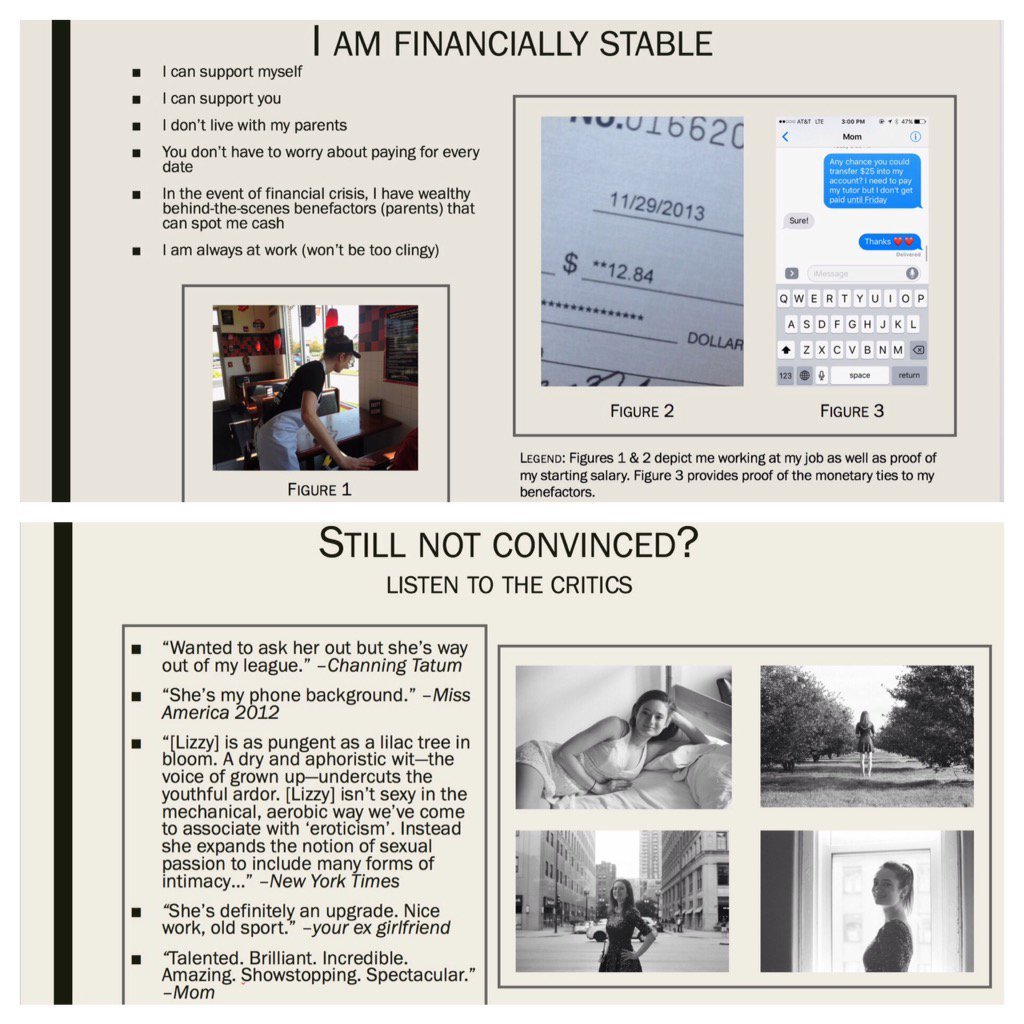 I AM FINANCIALLY STABLE
■ I can support myself
■ I can support you
■ I don't live with my parents
■ You don't have to worry about paying for every
date
■ In the event of financial crisis, I have wealthy
behind-the-scenes benefactors (parents) that
can spot me cash
■ I am always at work (won't be too clingy)
FIGURE 1
NO.016620
11/29/2013
$ **12.84
**************
DOLLAR
FIGURE 2
AT&T LTE 3:00 PM 47%
Mom
Any chance you could
transfer $25 into my
account? I need to pay
my tutor but I don't get
paid until Friday
Sure!
Thanks ❤️❤️
Delivered
iMessage
Q W E R T Y U I O P
A S D F G H J K L
Z X C V B N M
123 space return
FIGURE 3
LEGEND: Figures 1 & 2 depict me working at my job as well as proof of
my starting salary. Figure 3 provides proof of the monetary ties to my
benefactors.
STILL NOT CONVINCED?
LISTEN TO THE CRITICS
■ “Wanted to ask her out but she's way
out of my league.” –Channing Tatum
■ “She's my phone background.” –Miss
America 2012
■ “[Lizzy] is as pungent as a lilac tree in
bloom. A dry and aphoristic wit—the
voice of grown up—undercuts the
youthful ardor. [Lizzy] isn't sexy in the
mechanical, aerobic way we've come
to associate with ‘eroticism’. Instead
she expands the notion of sexual
passion to include many forms of
intimacy...” –New York Times
■ “She's definitely an upgrade. Nice
work, old sport.” –your ex girlfriend
■ “Talented. Brilliant. Incredible.
Amazing. Showstopping. Spectacular.”
–Mom